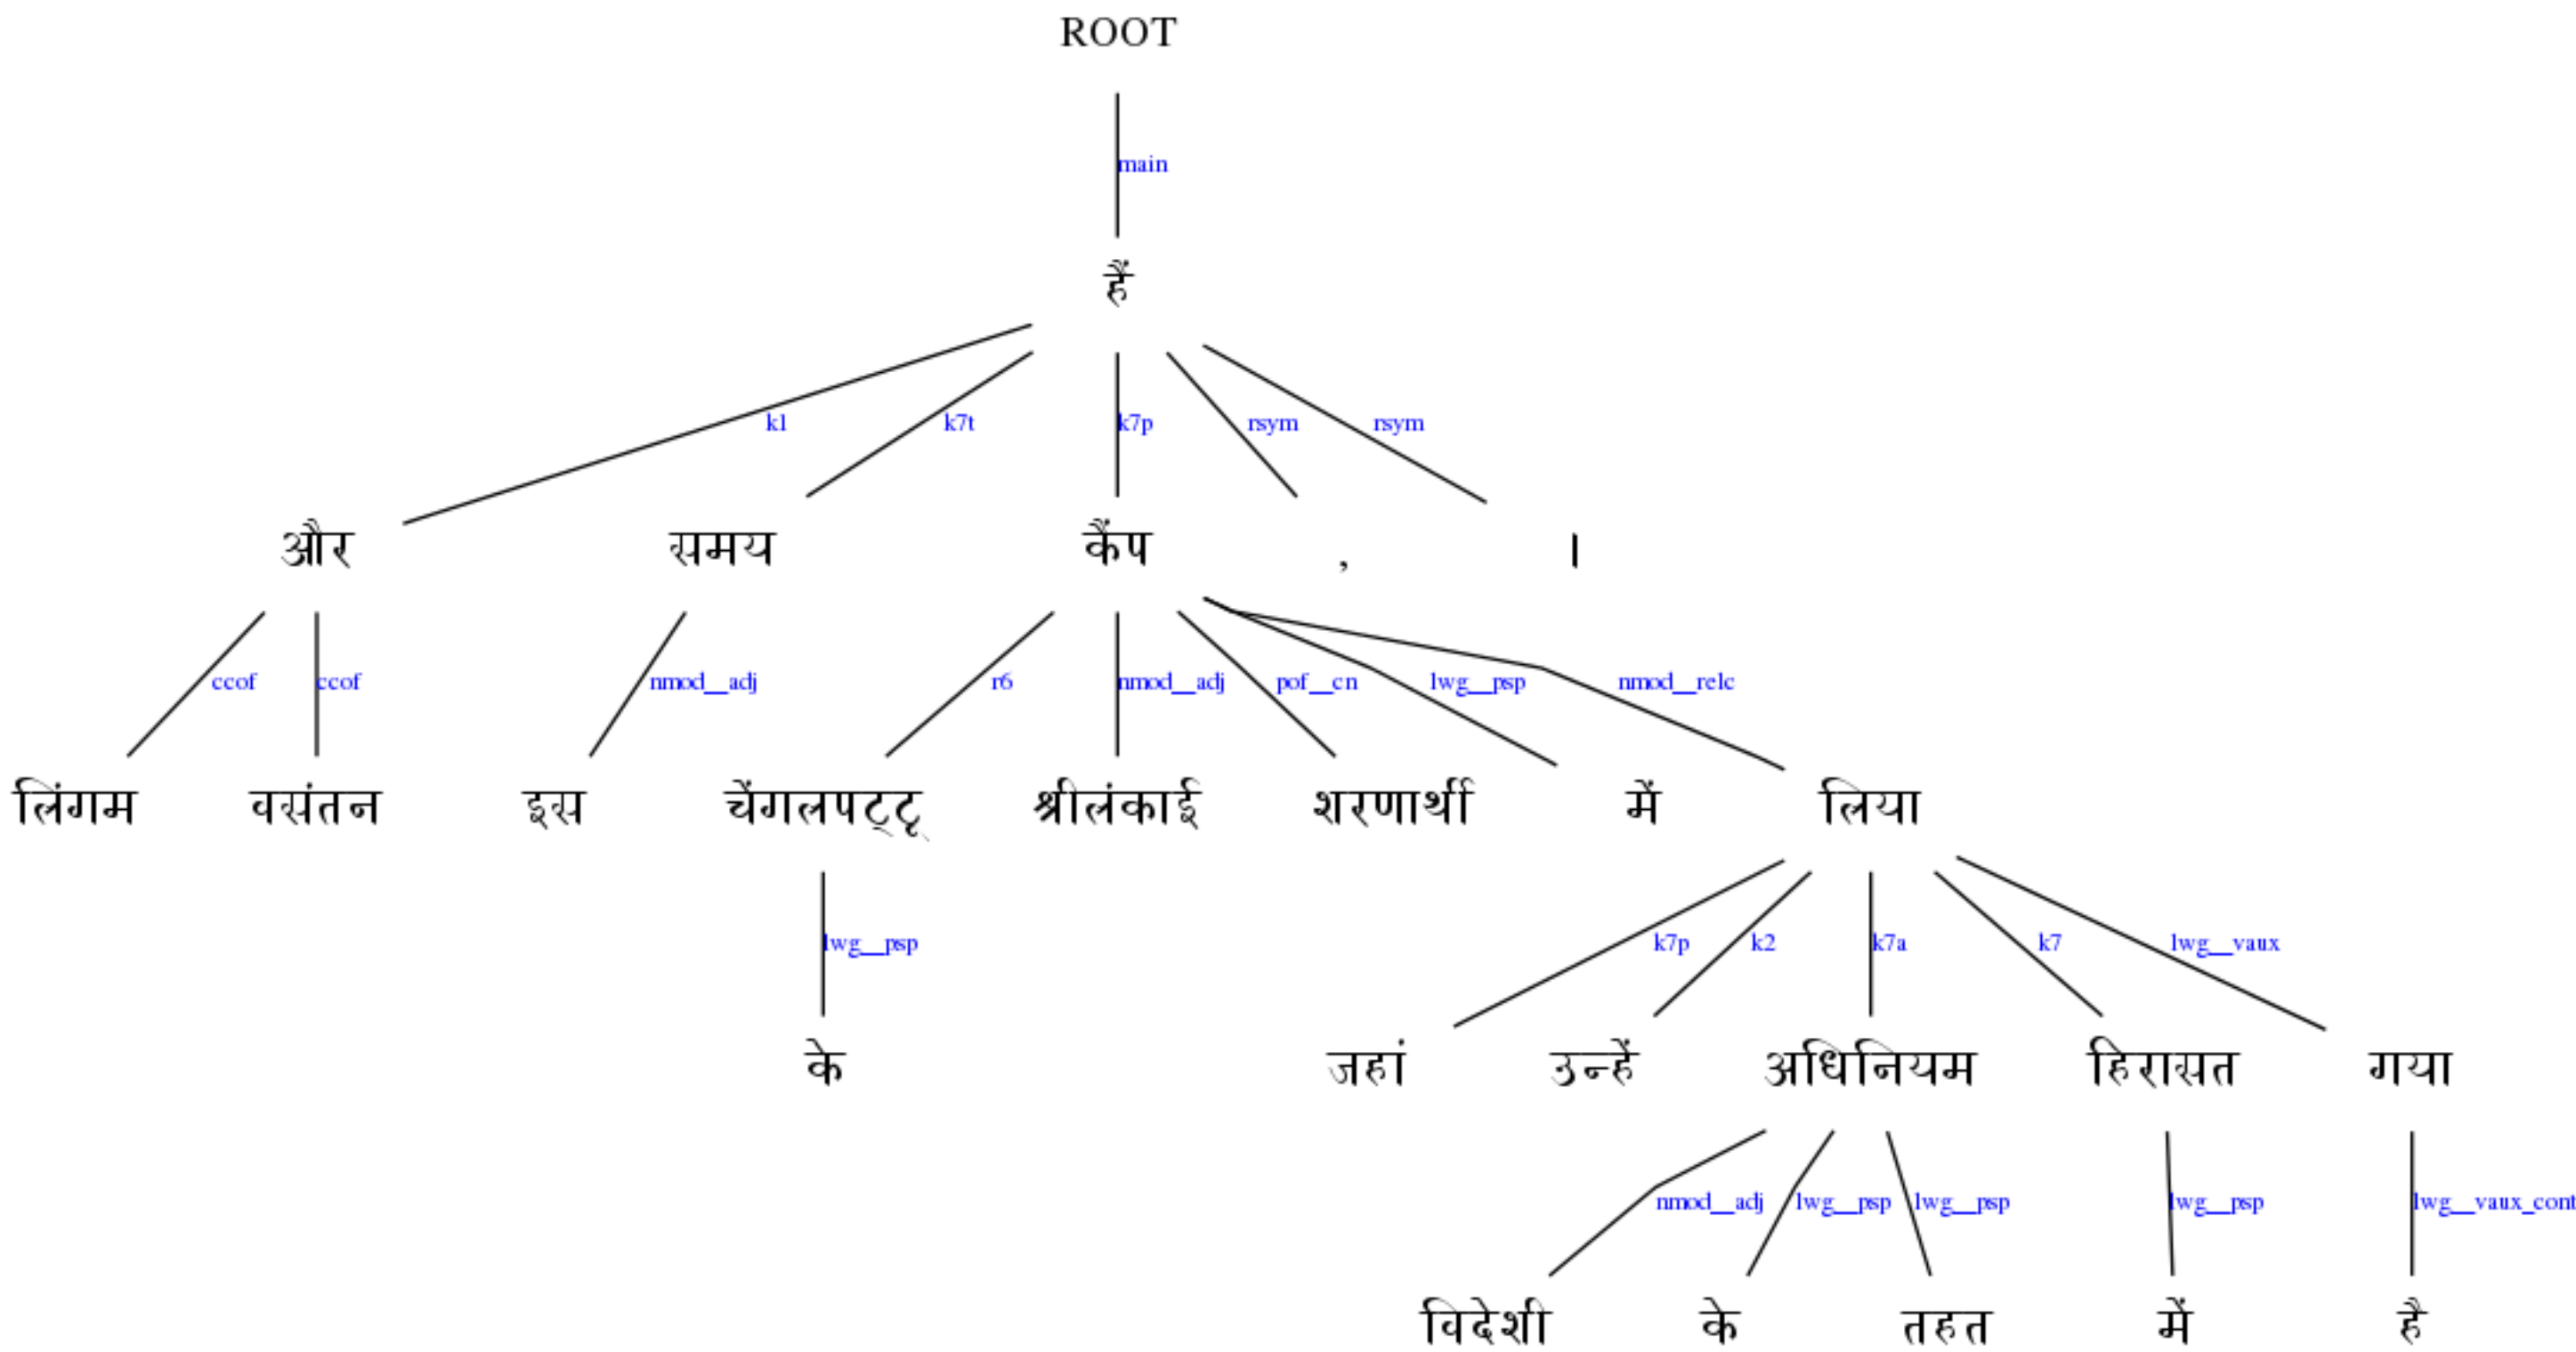 ROOT
main
हैं
k1 k7t k7p rsym rsym
और समय कैंप , ।
ccof ccof nmod__adj r6 nmod__adj pof__cn lwg__psp nmod__relc
लिंगम वसंतन इस चेंगलपट्टू श्रीलंकाई शरणार्थी में लिया
lwg__psp k7p k2 k7a k7 lwg__vaux
के जहां उन्हें अधिनियम हिरासत गया
nmod__adj lwg__psp lwg__psp lwg__psp lwg__vaux_cont
विदेशी के तहत में है